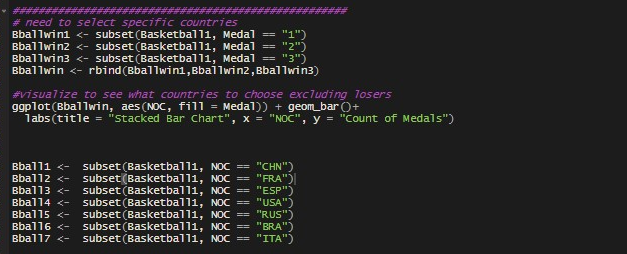 ####################################################
# need to select specific countries
Bballwin1 <- subset(Basketball1, Medal == "1")
Bballwin2 <- subset(Basketball1, Medal == "2")
Bballwin3 <- subset(Basketball1, Medal == "3")
Bballwin <- rbind(Bballwin1,Bballwin2,Bballwin3)
#visualize to see what countries to choose excluding losers
ggplot(Bballwin, aes(NOC, fill = Medal)) + geom_bar()+
  labs(title = "Stacked Bar Chart", x = "NOC", y = "Count of Medals")
Bball1 <-  subset(Basketball1, NOC == "CHN")
Bball2 <-  subset(Basketball1, NOC == "FRA")
Bball3 <-  subset(Basketball1, NOC == "ESP")
Bball4 <-  subset(Basketball1, NOC == "USA")
Bball5 <-  subset(Basketball1, NOC == "RUS")
Bball6 <-  subset(Basketball1, NOC == "BRA")
Bball7 <-  subset(Basketball1, NOC == "ITA")